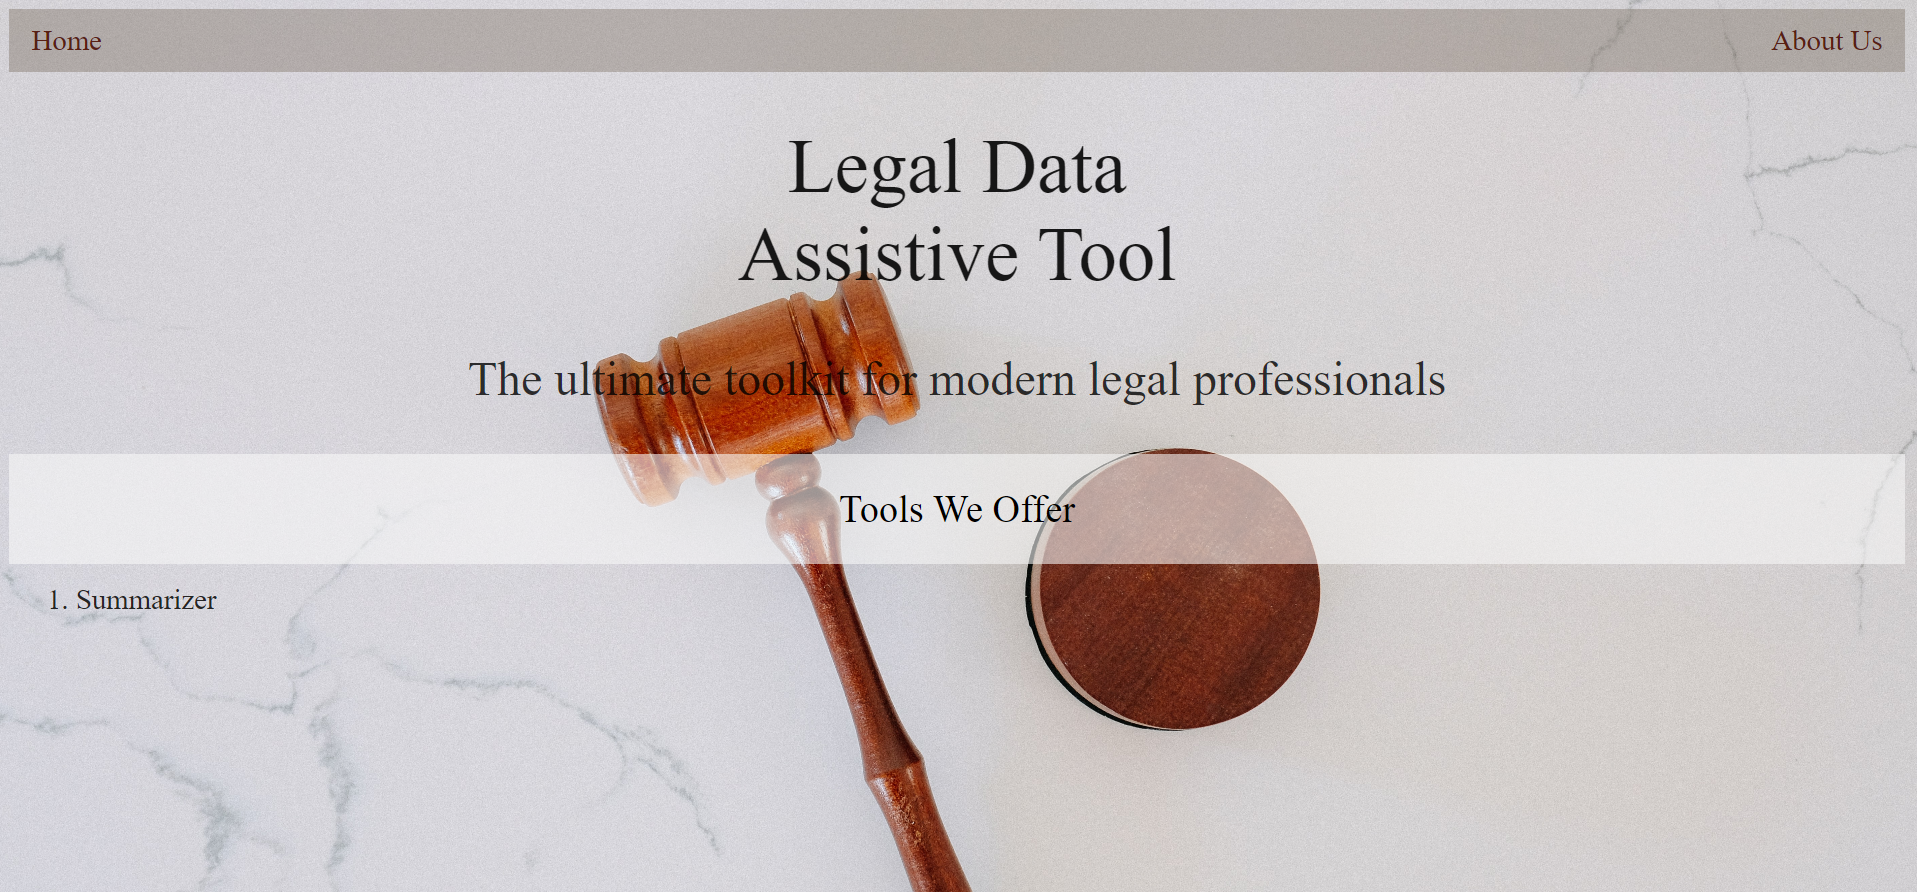 Home
About Us
Legal Data
Assistive Tool
The ultimate toolkit for modern legal professionals
Tools We Offer
1. Summarizer